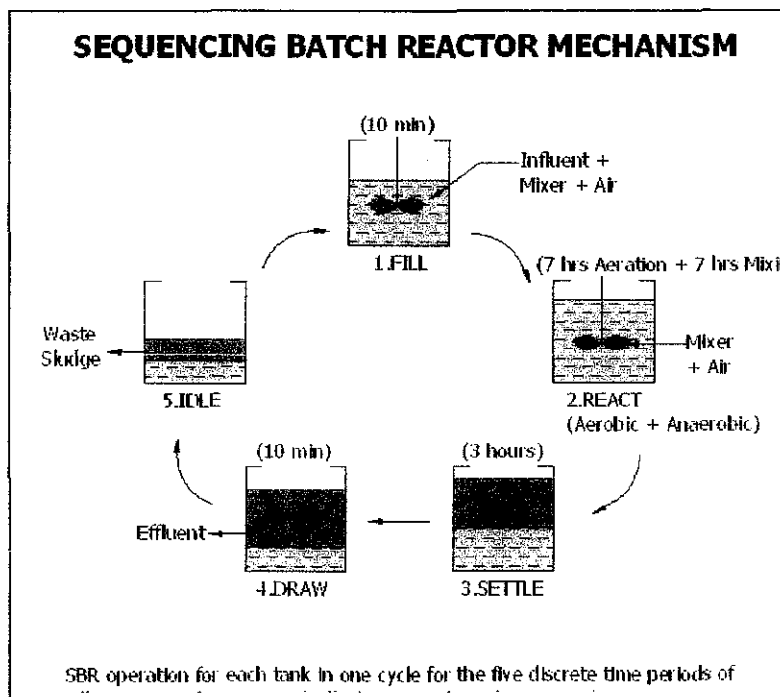 SEQUENCING BATCH REACTOR MECHANISM
(10 min)
Influent +
Mixer + Air
1.FILL
(7 hrs Aeration + 7 hrs Mixi
Mixer
+ Air
2.REACT
(Aerobic + Anaerobic)
(3 hours)
3.SETTLE
(10 min)
Effluent
4.DRAW
Waste
Sludge
5.IDLE
SBR operation for each tank in one cycle for the five discrete time periods of